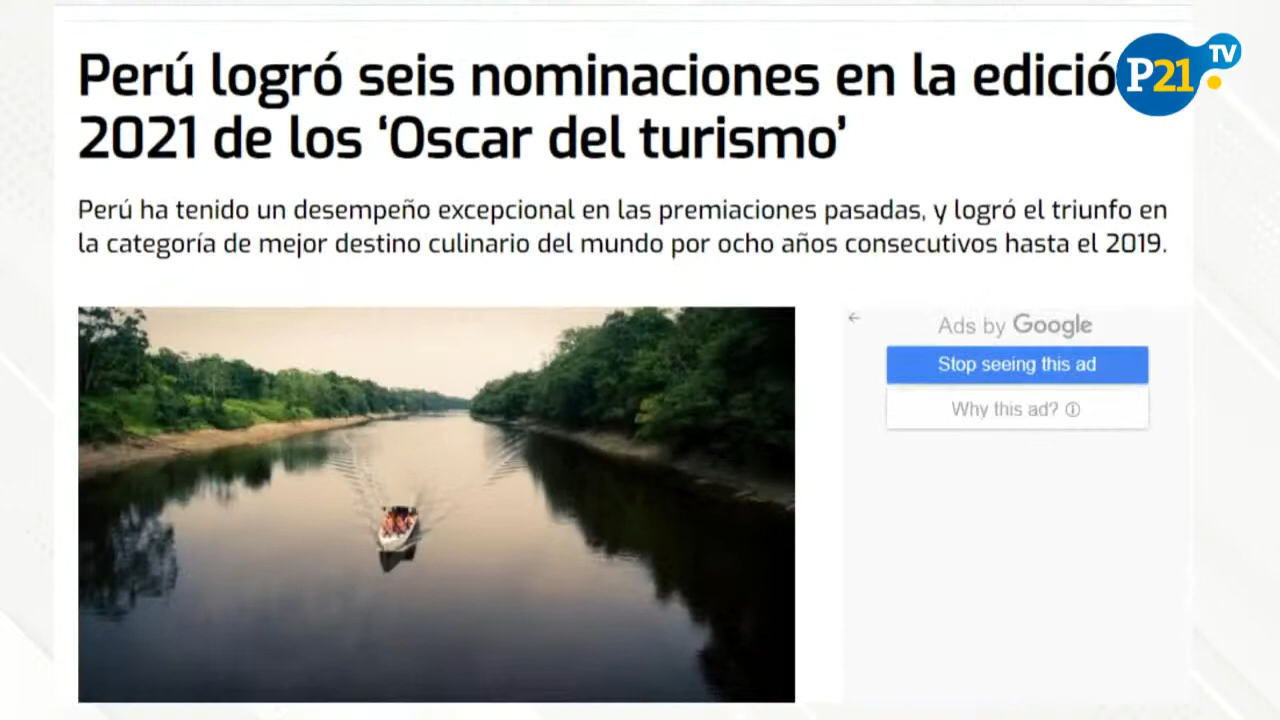 Perú logró seis nominaciones en la edició
2021 de los ‘Oscar del turismo’
P21
TV
Perú ha tenido un desempeño excepcional en las premiaciones pasadas, y logró el triunfo en
la categoría de mejor destino culinario del mundo por ocho años consecutivos hasta el 2019.
Ads by Google
Stop seeing this ad
Why this ad?